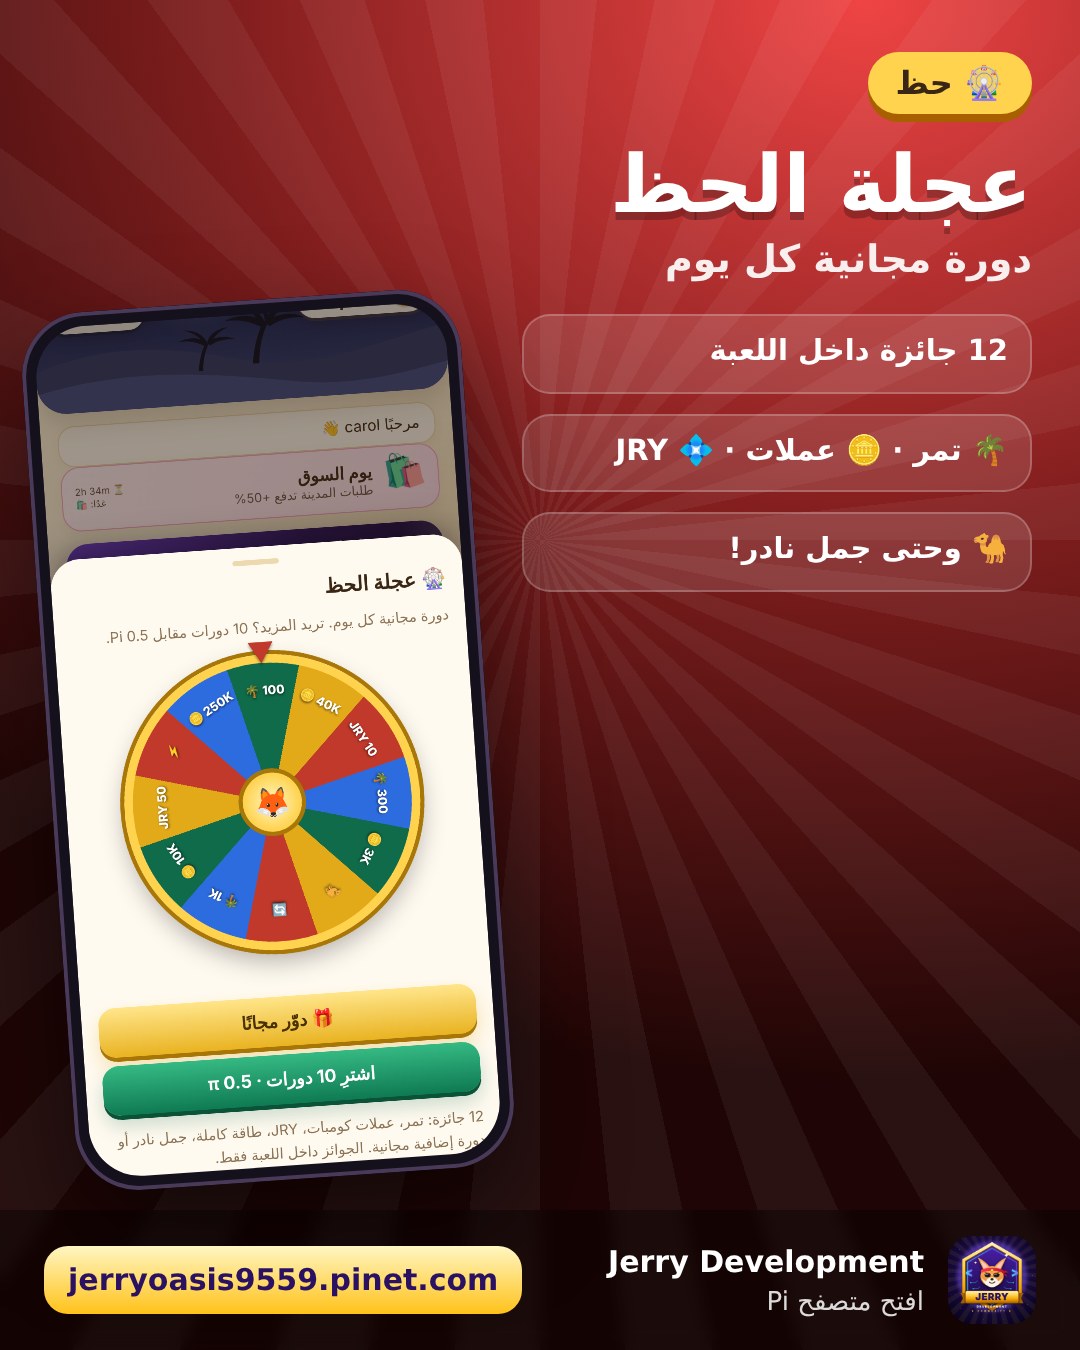 🎡 حظ
عجلة الحظ
دورة مجانية كل يوم
12 جائزة داخل اللعبة
🌴 تمر · 🪙 عملات · 💠 JRY
🐪 وحتى جمل نادر!
مرحبًا carol 👋
🛍️ يوم السوق
طلبات المدينة تدفع +50%
⏳ 2h 34m
غدًا: 🛍️
🎡 عجلة الحظ
دورة مجانية كل يوم. تريد المزيد؟ 10 دورات مقابل 0.5 Pi.
🌴 100
🪙 40K
JRY 10
🌴 300
🪙 3K
🐪
🔄
🌴 1K
🪙 10K
JRY 50
⚡
🪙 250K
🎁 دوّر مجانًا
اشترِ 10 دورات · 0.5 π
12 جائزة: تمر، عملات كومبات، JRY، طاقة كاملة، جمل نادر أو
دورة إضافية مجانية. الجوائز داخل اللعبة فقط.
Jerry Development
افتح متصفح Pi
jerryoasis9559.pinet.com
JERRY
DEVELOPMENT